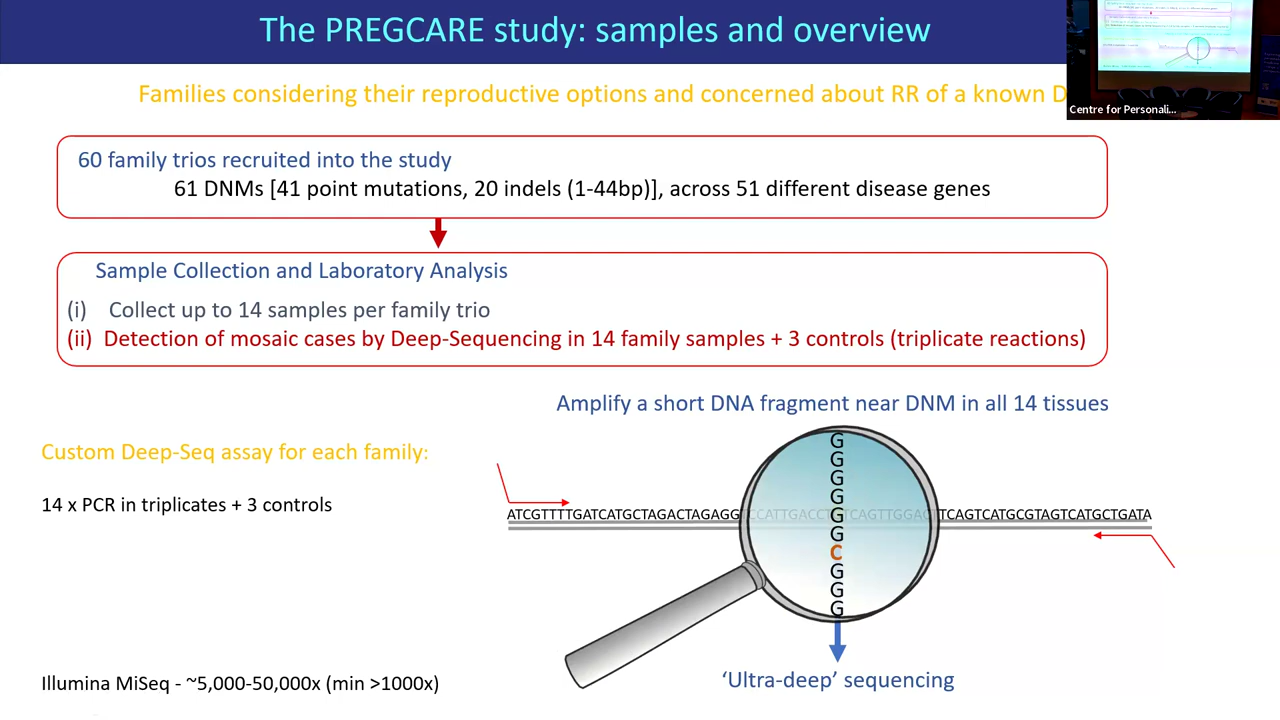 The PREGCARE study: samples and overview
Families considering their reproductive options and concerned about RR of a known D
Centre for Personali...
60 family trios recruited into the study
61 DNMs [41 point mutations, 20 indels (1-44bp)], across 51 different disease genes
Sample Collection and Laboratory Analysis
(i) Collect up to 14 samples per family trio
(ii) Detection of mosaic cases by Deep-Sequencing in 14 family samples + 3 controls (triplicate reactions)
Amplify a short DNA fragment near DNM in all 14 tissues
Custom Deep-Seq assay for each family:
14 x PCR in triplicates + 3 controls
G
G
G
G
ATCGTTTTGATCATGCTAGACTAGAGG CCATTGACCT TCAGTTGGAC TCAGTCATGCGTAGTCATGCTGATA
G
G
C
G
G
G
Illumina MiSeq - ~5,000-50,000x (min >1000x)
‘Ultra-deep’ sequencing